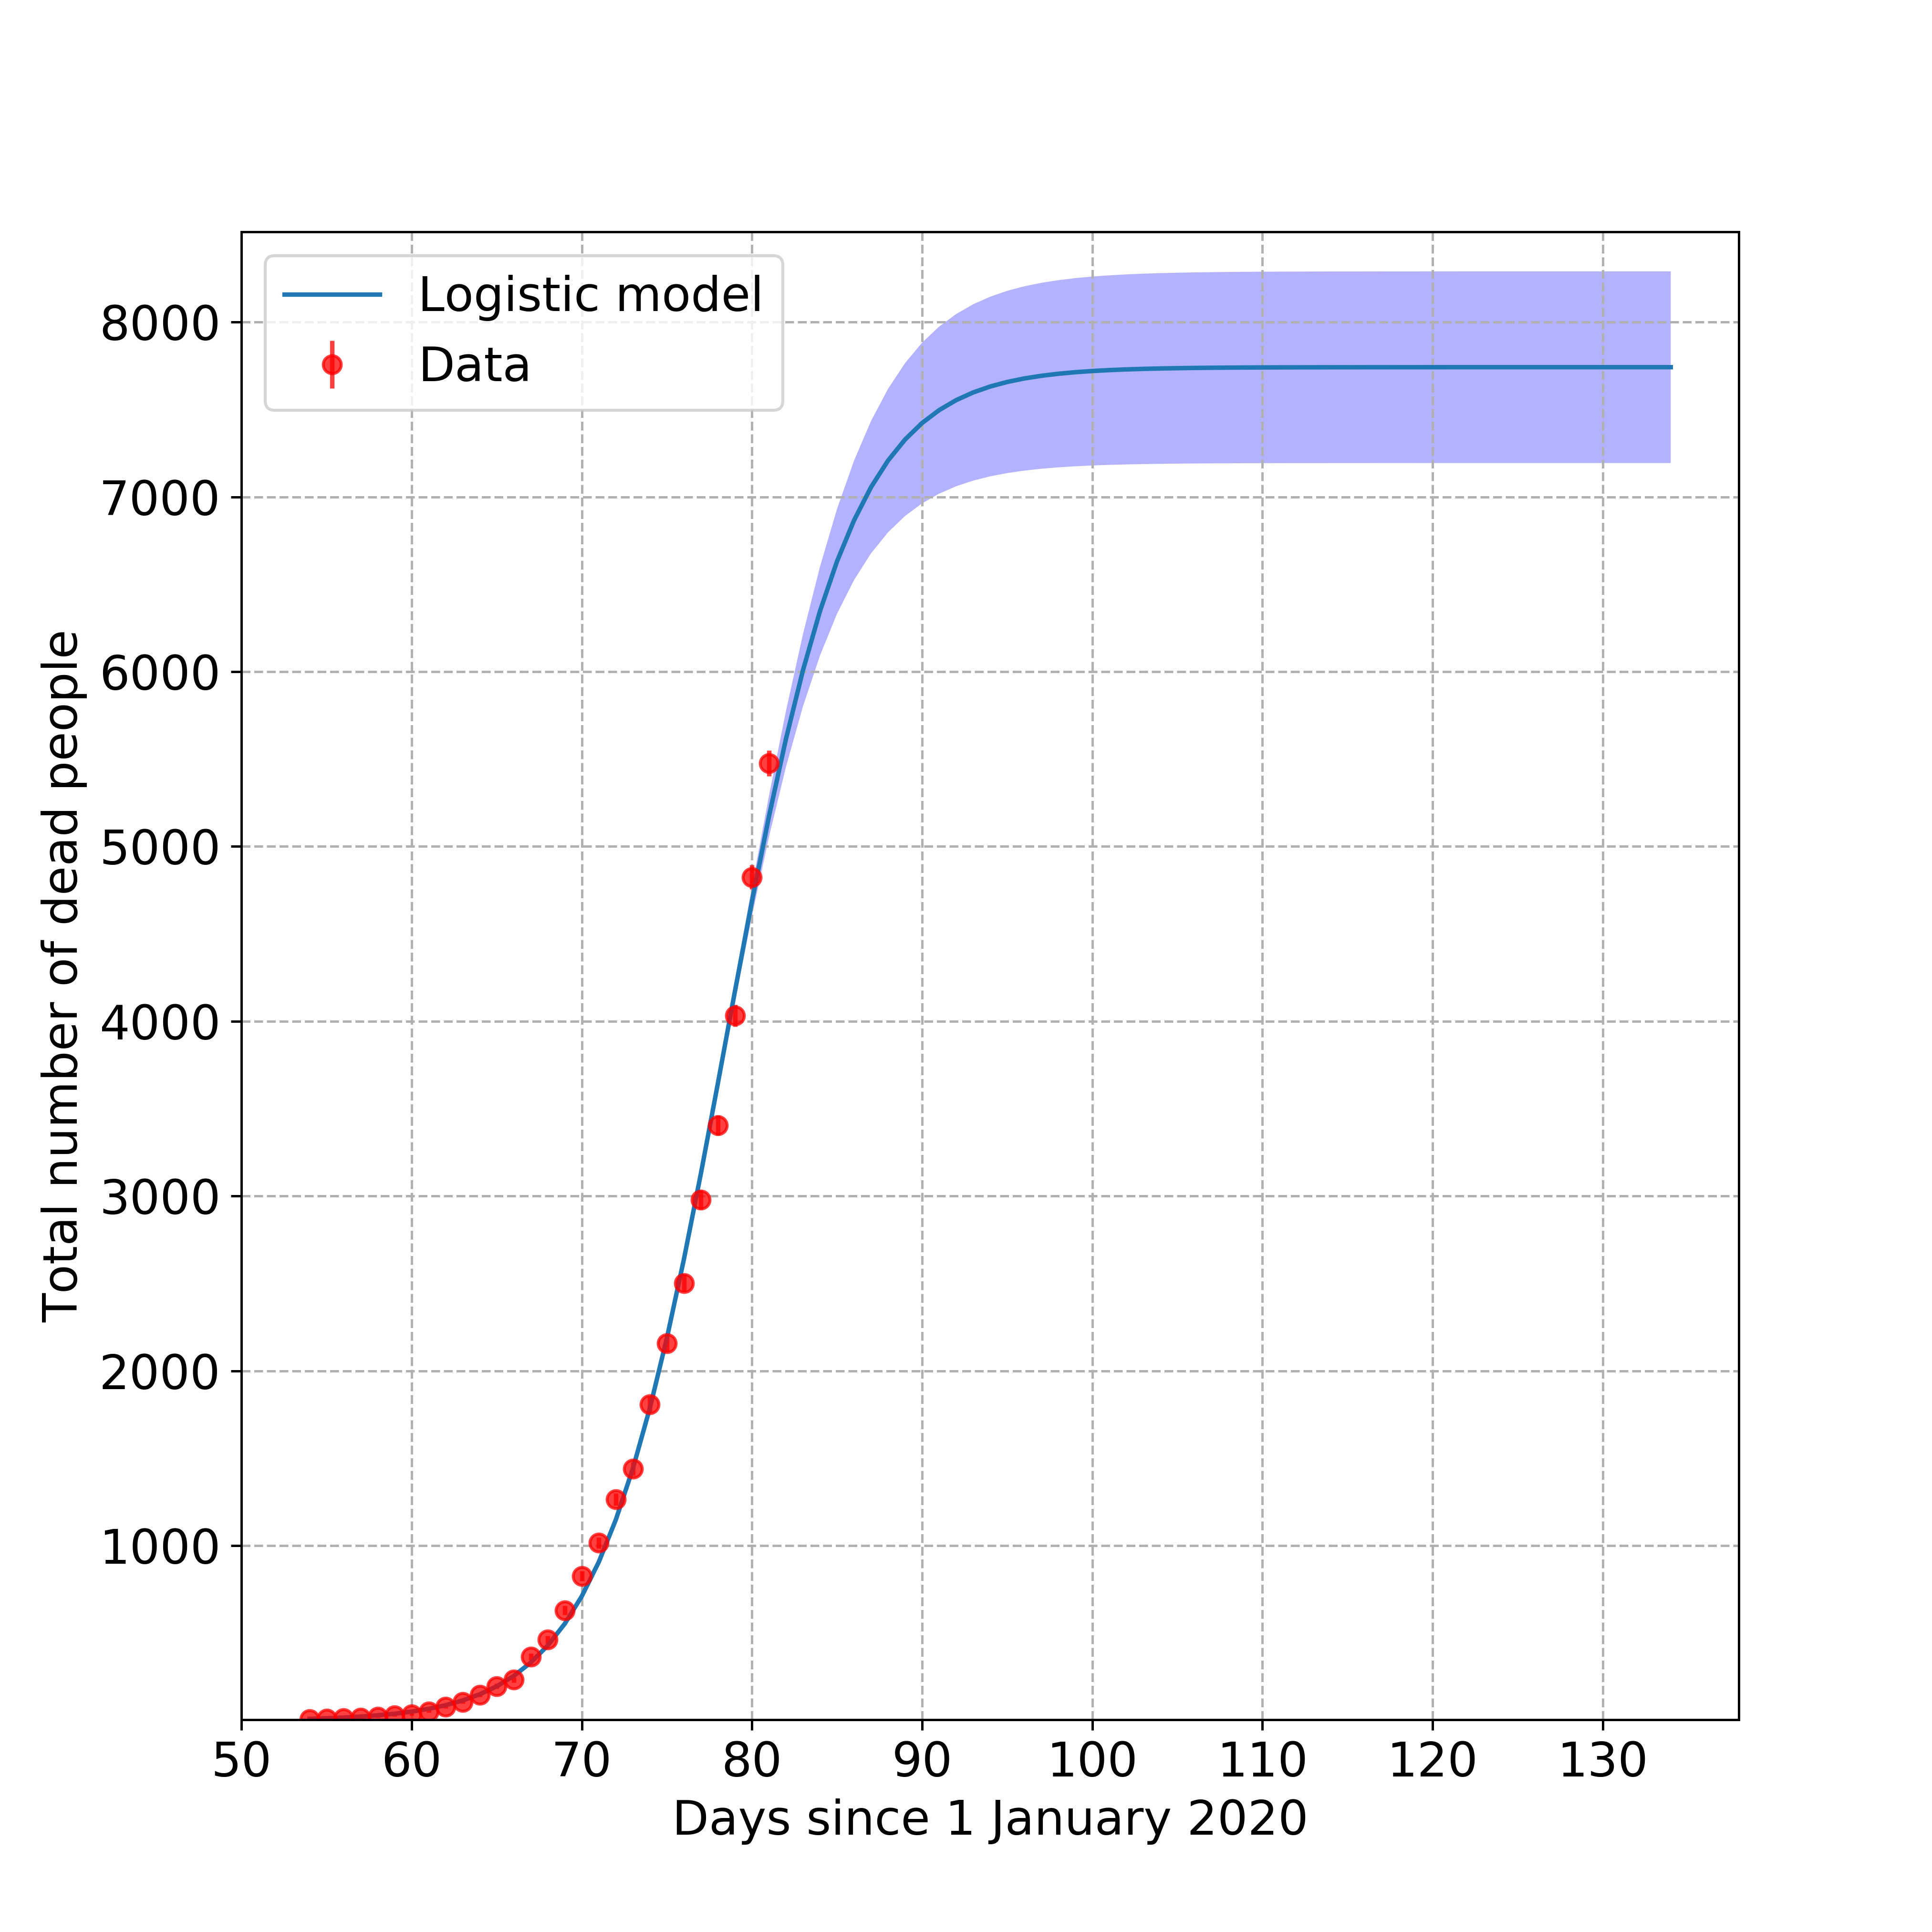 Logistic model
Data
8000
7000
6000
5000
4000
3000
2000
1000
Total number of dead people
50 60 70 80 90 100 110 120 130
Days since 1 January 2020